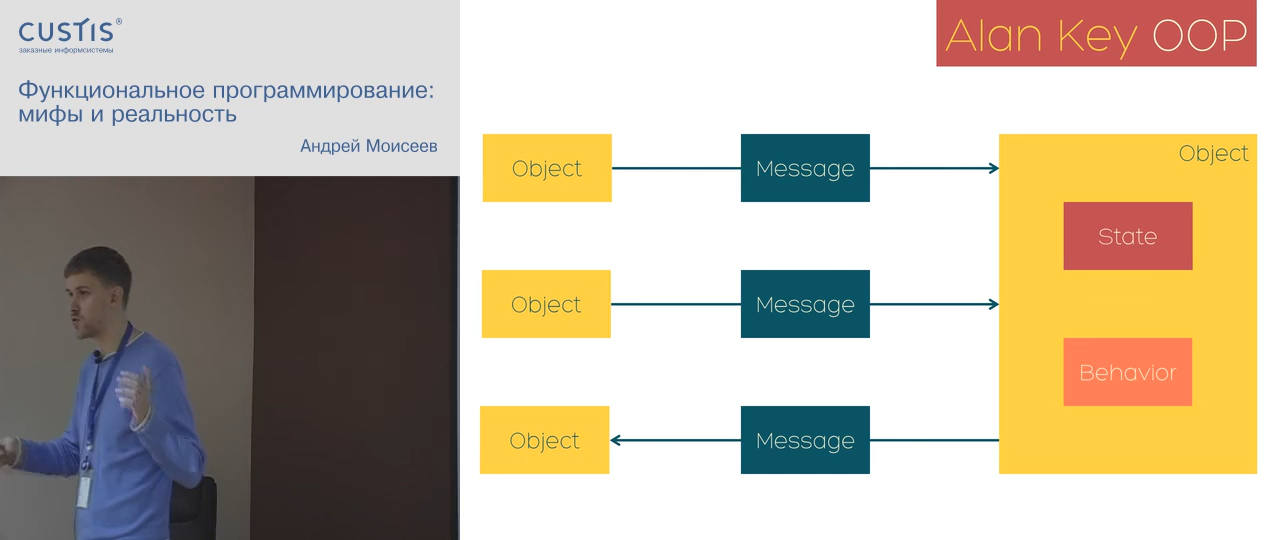 CUSTIS®
заказные информсистемы
Функциональное программирование:
мифы и реальность
Андрей Моисеев
Alan Key OOP
Object
Message
Object
State
Object
Message
Behavior
Object
Message